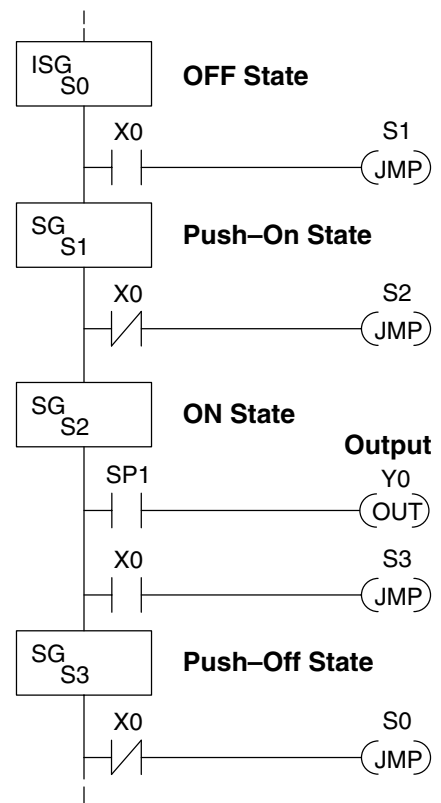 ISG
S0
OFF State
X0
S1
JMP
SG
S1
Push–On State
X0
S2
JMP
SG
S2
ON State
Output
SP1
Y0
OUT
X0
S3
JMP
SG
S3
Push–Off State
X0
S0
JMP